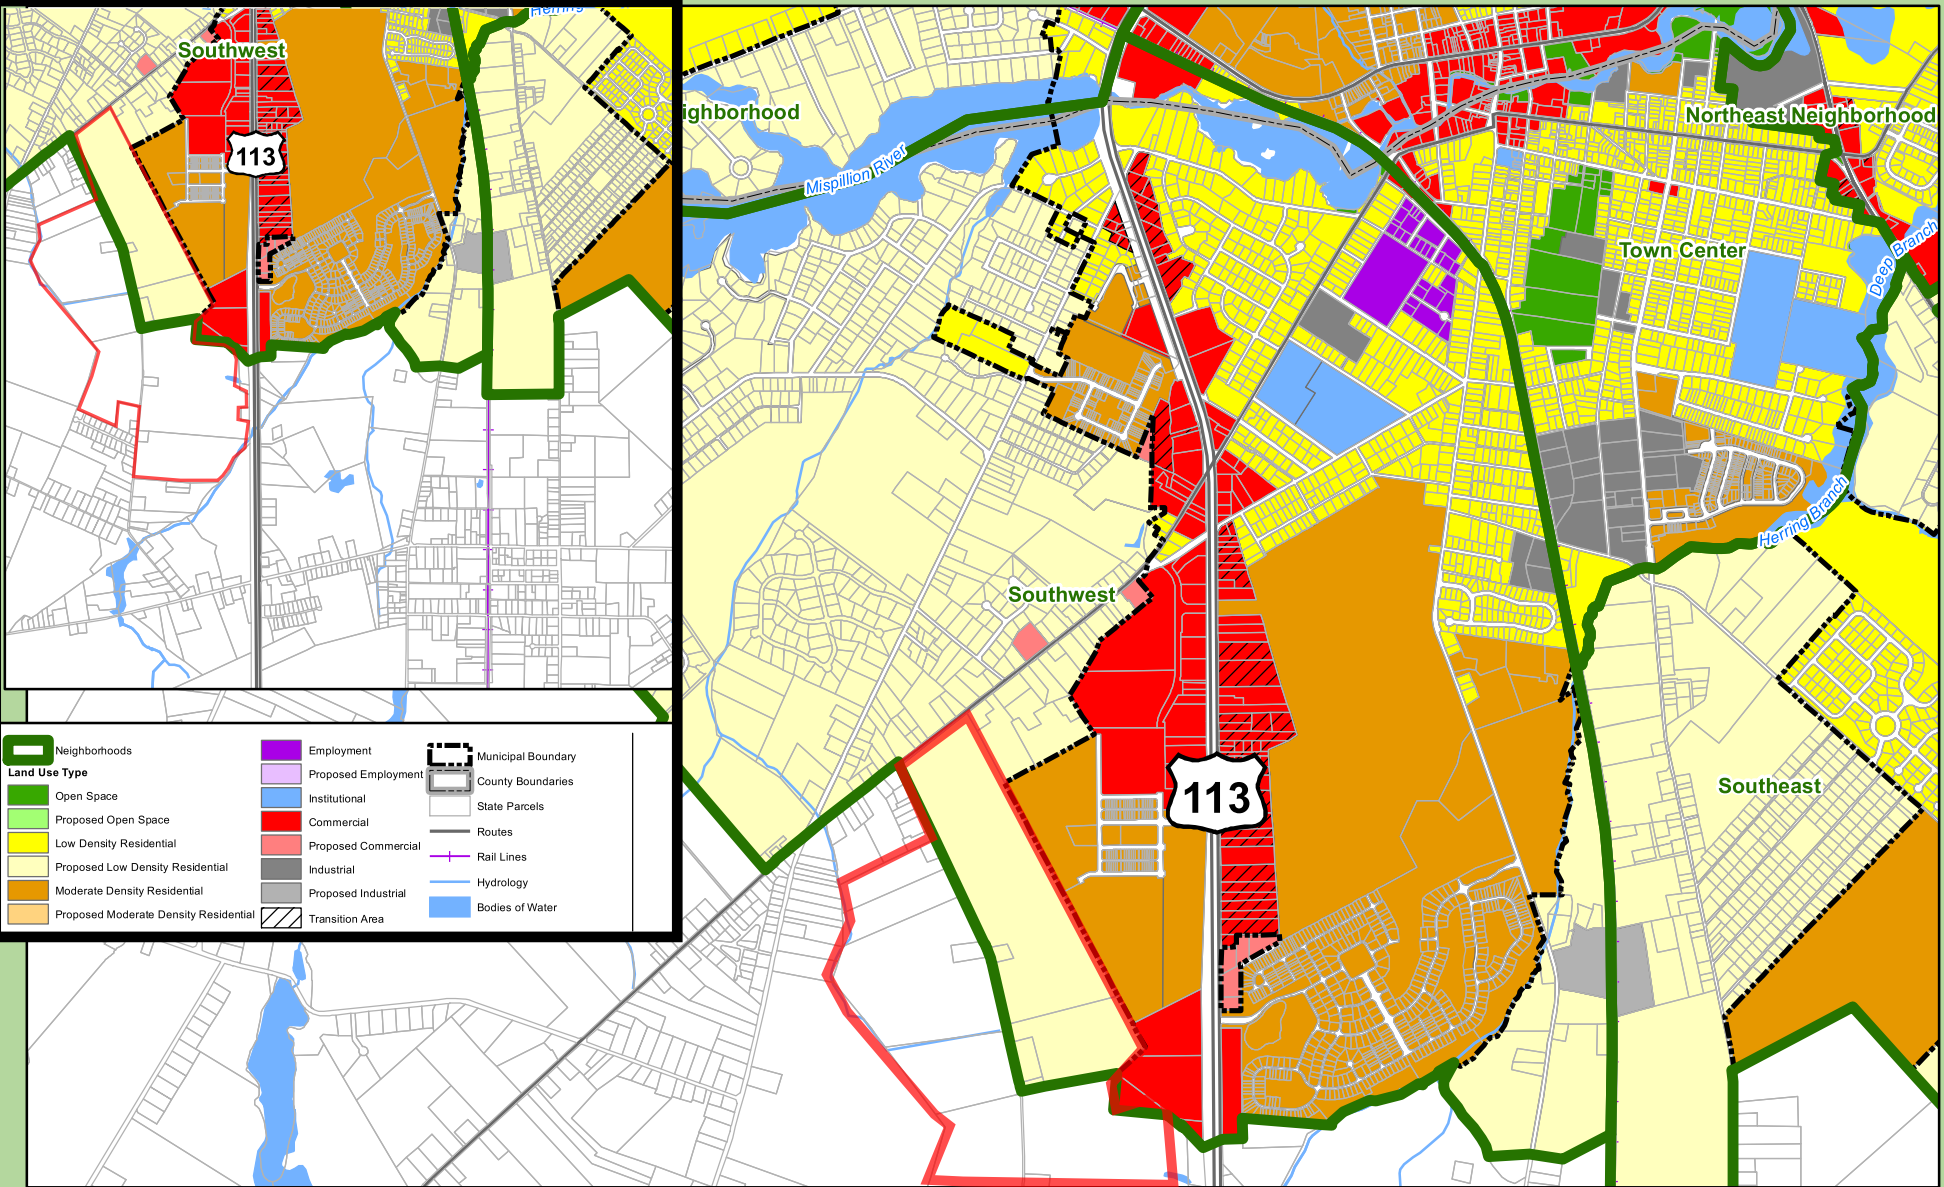 Herring
Southwest
113
ighborhood
Mispillion River
Northeast Neighborhood
Town Center
Deep Branch
Herring Branch
Southwest
113
Southeast
Neighborhoods
Land Use Type
Open Space
Proposed Open Space
Low Density Residential
Proposed Low Density Residential
Moderate Density Residential
Proposed Moderate Density Residential
Employment
Proposed Employment
Institutional
Commercial
Proposed Commercial
Industrial
Proposed Industrial
Transition Area
Municipal Boundary
County Boundaries
State Parcels
Routes
Rail Lines
Hydrology
Bodies of Water